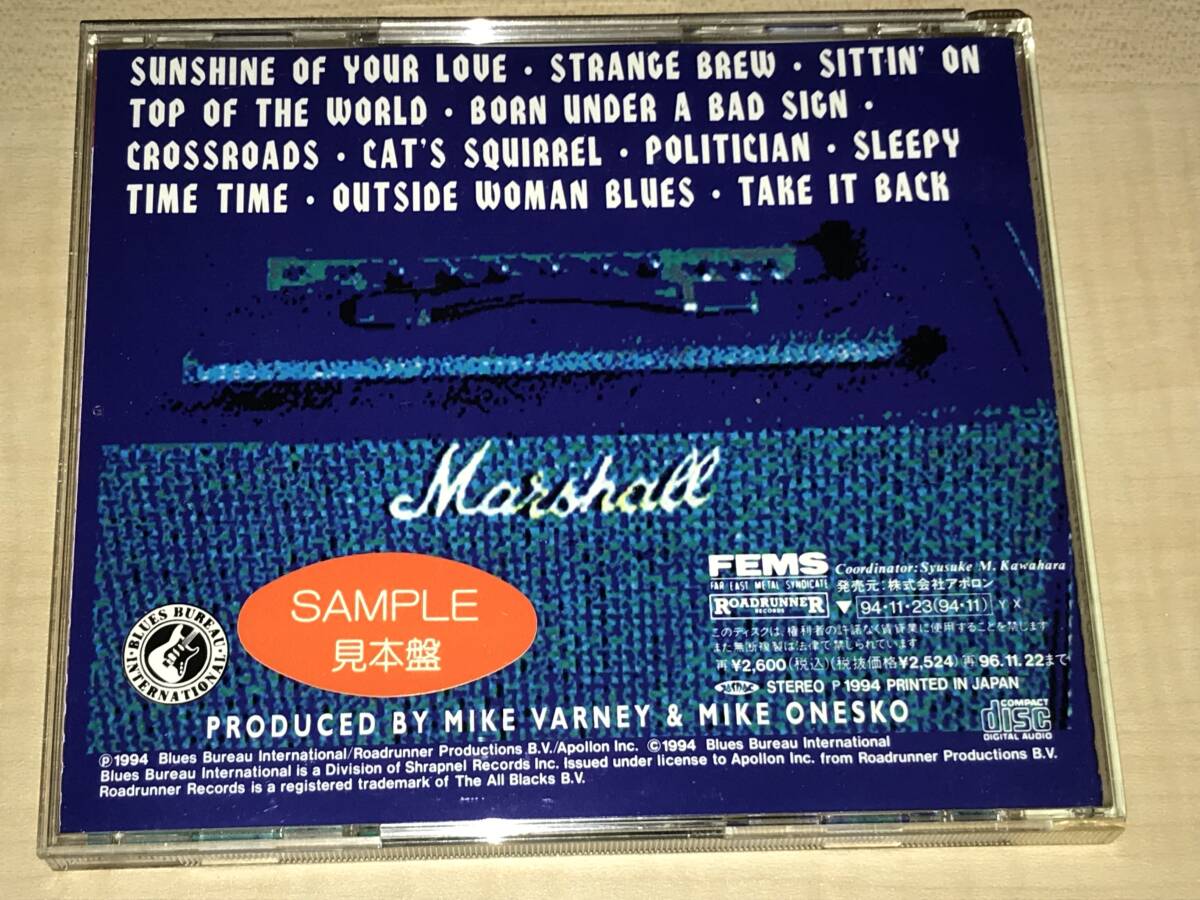 SUNSHINE OF YOUR LOVE · STRANGE BREW · SITTIN' ON
TOP OF THE WORLD · BORN UNDER A BAD SIGN ·
CROSSROADS · CAT'S SQUIRREL · POLITICIAN · SLEEPY
TIME TIME · OUTSIDE WOMAN BLUES · TAKE IT BACK
Marshall
SAMPLE
見本盤
BLUES BUREAU
INTERNATIONAL
FEMS
FAR EAST METAL SYNDICATE
ROADRUNNER
RECORDS
Coordinator: Syusuke M. Kawahara
発売元:株式会社アポロン
▼ 94・11・23(94・11) Y X
このディスクは、権利者の許諾なく賃貸業に使用することを禁じます
また無断複製は法律で禁じられています
再¥2,600(税込)(税抜価格¥2,524)再96.11.22まで
JASRAC STEREO Ⓟ1994 PRINTED IN JAPAN
COMPACT
disc
DIGITAL AUDIO
PRODUCED BY MIKE VARNEY & MIKE ONESKO
Ⓟ1994 Blues Bureau International/Roadrunner Productions B.V./Apollon Inc. ©1994 Blues Bureau International
Blues Bureau International is a Division of Shrapnel Records Inc. Issued under license to Apollon Inc. from Roadrunner Productions B.V.
Roadrunner Records is a registered trademark of The All Blacks B.V.